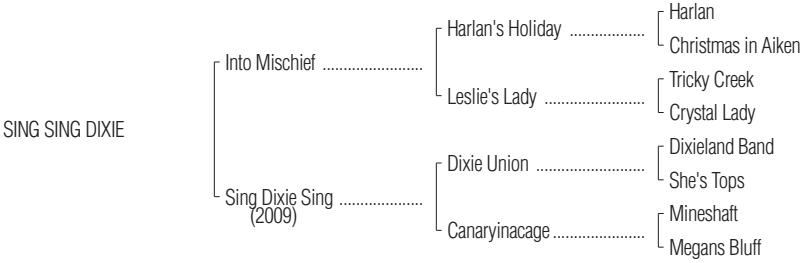 Harlan
Harlan's Holiday ..................
Christmas in Aiken
Into Mischief ........................
Tricky Creek
Leslie's Lady ........................
Crystal Lady
SING SING DIXIE
Dixieland Band
Dixie Union ..........................
She's Tops
Sing Dixie Sing ....................
(2009)
Mineshaft
Canaryinacage ......................
Megans Bluff